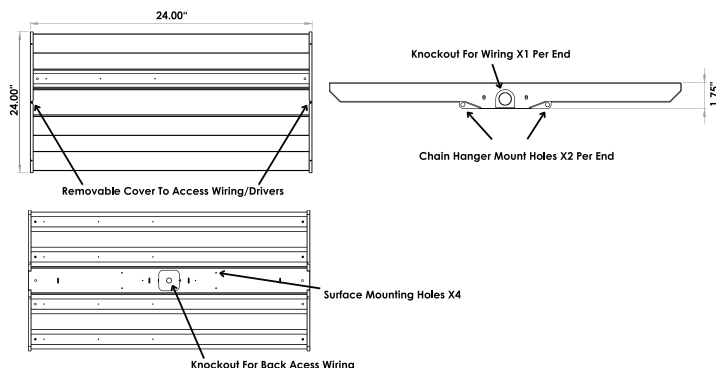 24.00"
24.00"
Knockout For Wiring X1 Per End
1.75"
Chain Hanger Mount Holes X2 Per End
Removable Cover To Access Wiring/Drivers
Surface Mounting Holes X4
Knockout For Back Acess Wiring